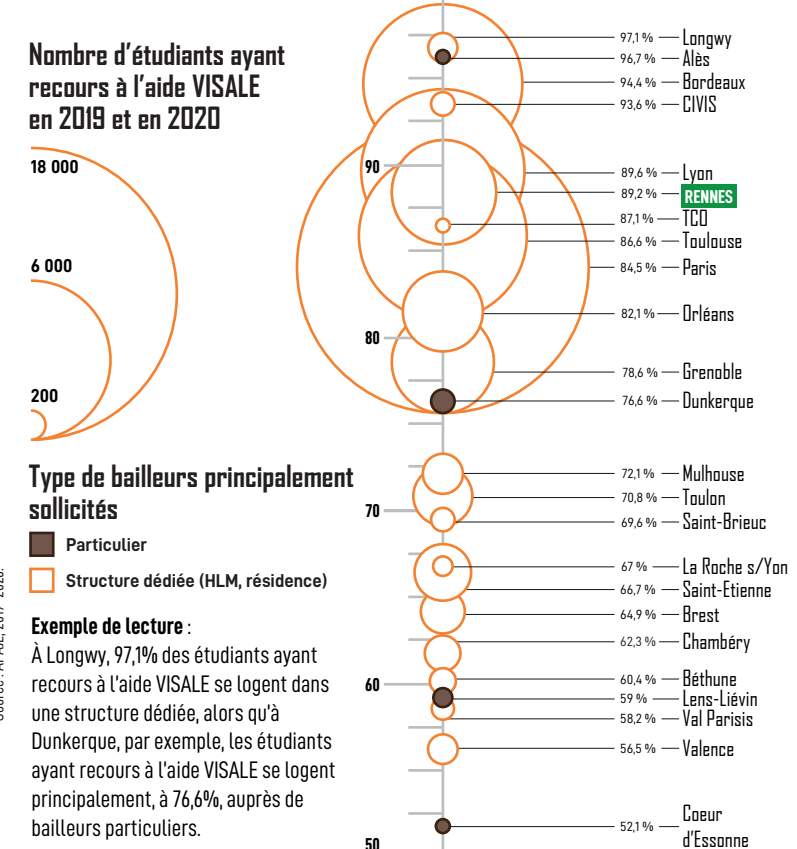 Nombre d'étudiants ayant
recours à l'aide VISALE
en 2019 et en 2020
18 000
6 000
200
Type de bailleurs principalement
sollicités
Particulier
Structure dédiée (HLM, résidence)
Exemple de lecture :
À Longwy, 97,1% des étudiants ayant
recours à l'aide VISALE se logent dans
une structure dédiée, alors qu'à
Dunkerque, par exemple, les étudiants
ayant recours à l'aide VISALE se logent
principalement, à 76,6%, auprès de
bailleurs particuliers.
90
80
70
60
50
97,1 % Longwy
96,7 % Alès
94,4 % Bordeaux
93,6 % CIVIS
89,6 % Lyon
89,2 % RENNES
87,1 % TCO
86,6 % Toulouse
84,5 % Paris
82,1 % Orléans
78,6 % Grenoble
76,6 % Dunkerque
72,1 % Mulhouse
70,8 % Toulon
69,6 % Saint-Brieuc
67 % La Roche s/Yon
66,7 % Saint-Etienne
64,9 % Brest
62,3 % Chambéry
60,4 % Béthune
59 % Lens-Liévin
58,2 % Val Parisis
56,5 % Valence
52,1 % Coeur
d'Essonne